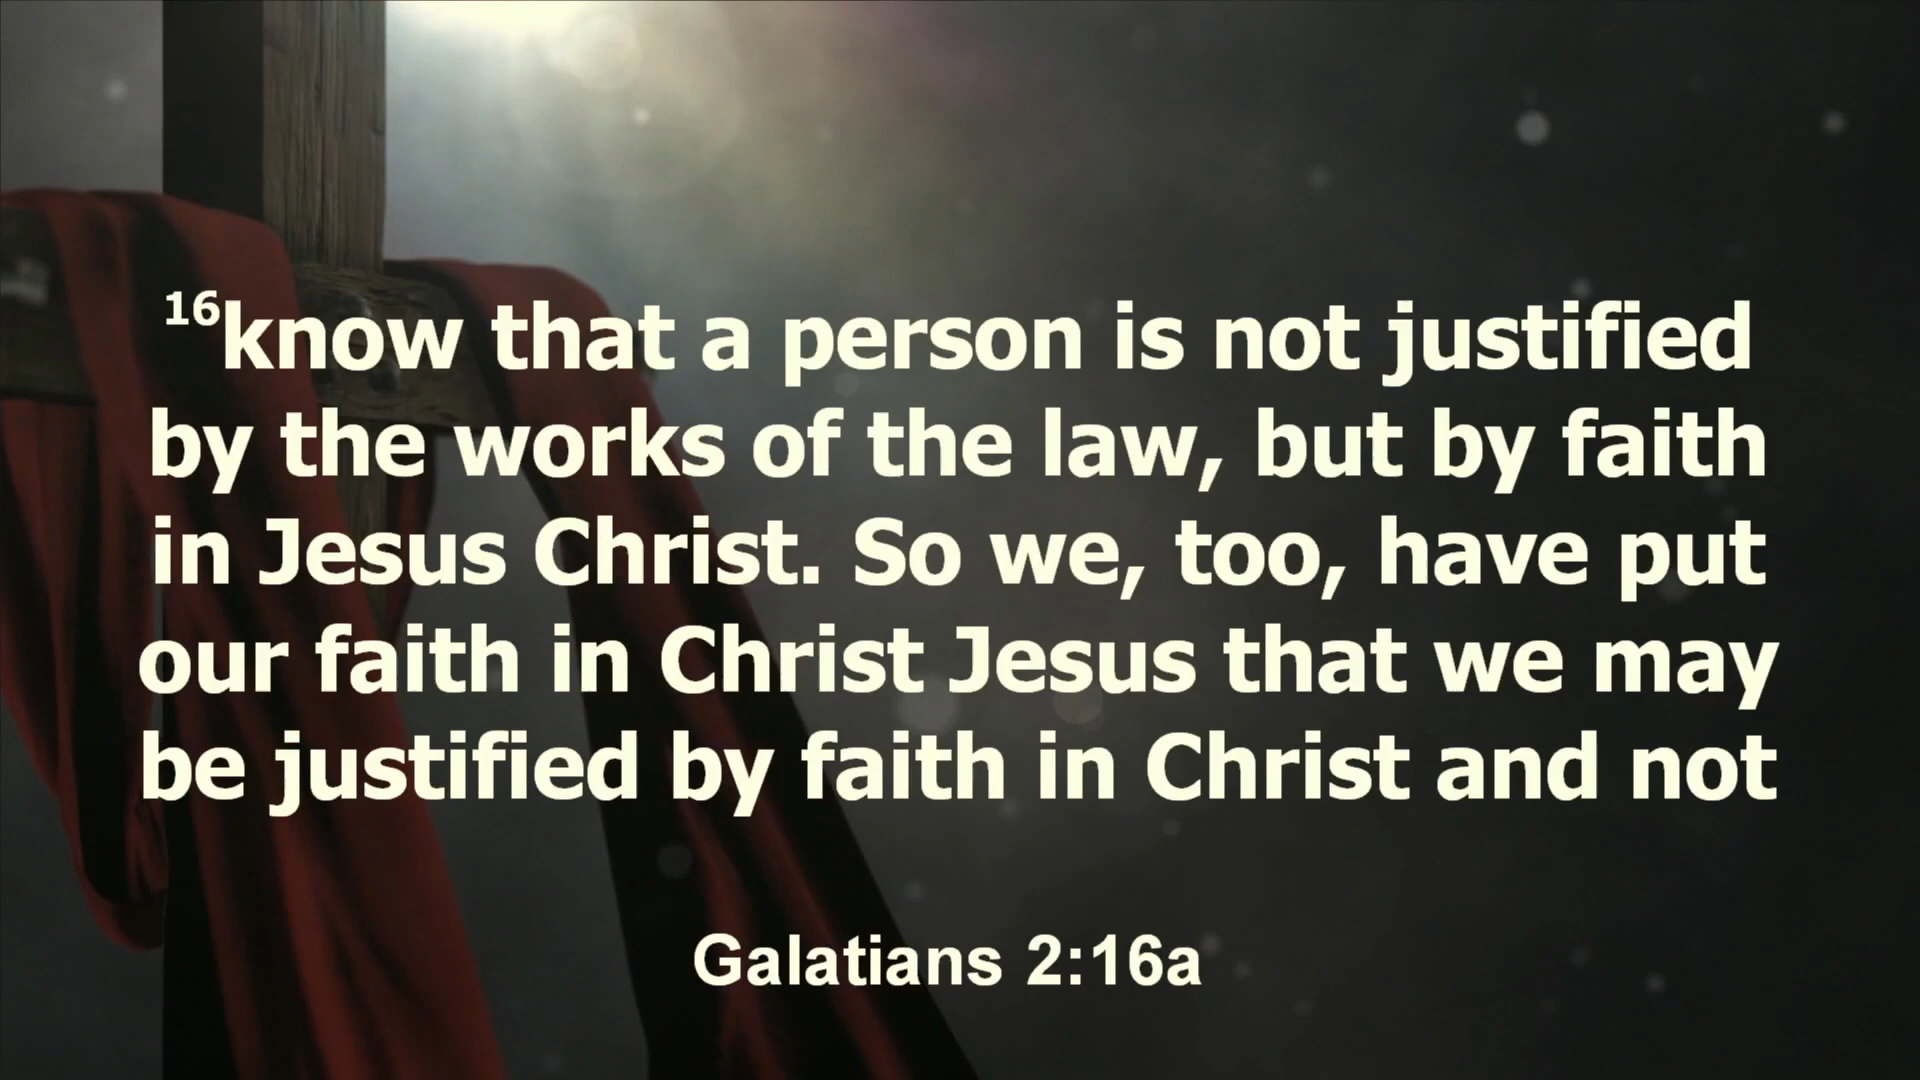 16know that a person is not justified
by the works of the law, but by faith
in Jesus Christ. So we, too, have put
our faith in Christ Jesus that we may
be justified by faith in Christ and not
Galatians 2:16a